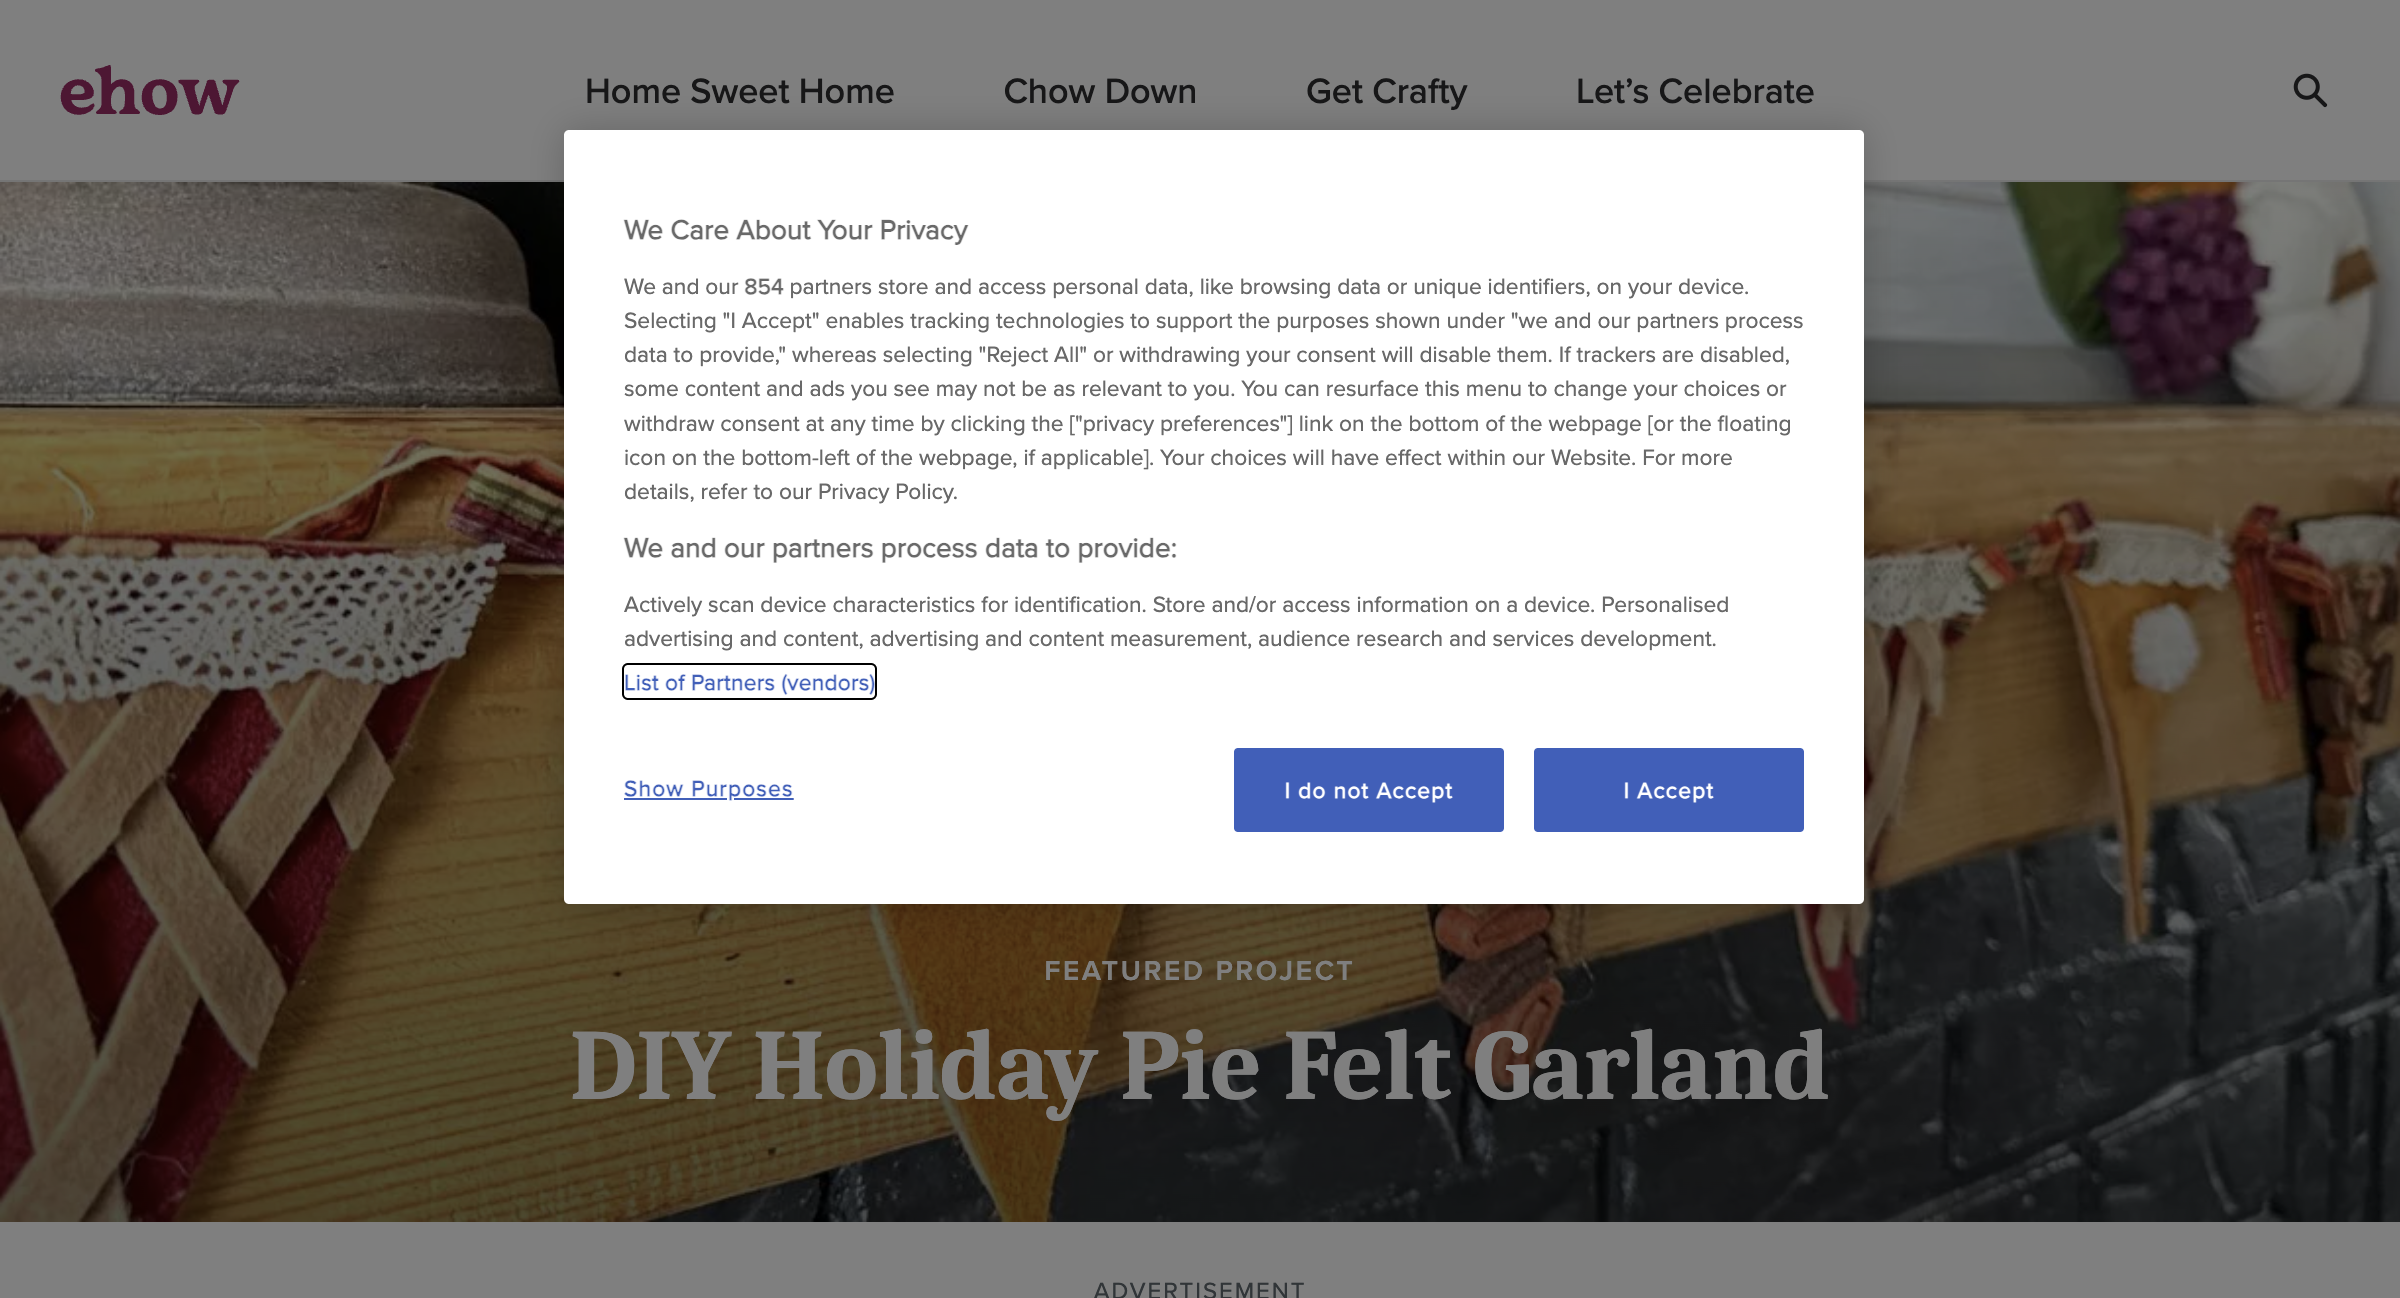 ehow
Home Sweet Home
Chow Down
Get Crafty
Let’s Celebrate
We Care About Your Privacy
We and our 854 partners store and access personal data, like browsing data or unique identifiers, on your device.
Selecting "I Accept" enables tracking technologies to support the purposes shown under "we and our partners process
data to provide," whereas selecting "Reject All" or withdrawing your consent will disable them. If trackers are disabled,
some content and ads you see may not be as relevant to you. You can resurface this menu to change your choices or
withdraw consent at any time by clicking the ["privacy preferences"] link on the bottom of the webpage [or the floating
icon on the bottom-left of the webpage, if applicable]. Your choices will have effect within our Website. For more
details, refer to our Privacy Policy.
We and our partners process data to provide:
Actively scan device characteristics for identification. Store and/or access information on a device. Personalised
advertising and content, advertising and content measurement, audience research and services development.
List of Partners (vendors)
Show Purposes
I do not Accept
I Accept
FEATURED PROJECT
DIY Holiday Pie Felt Garland
ADVERTISEMENT